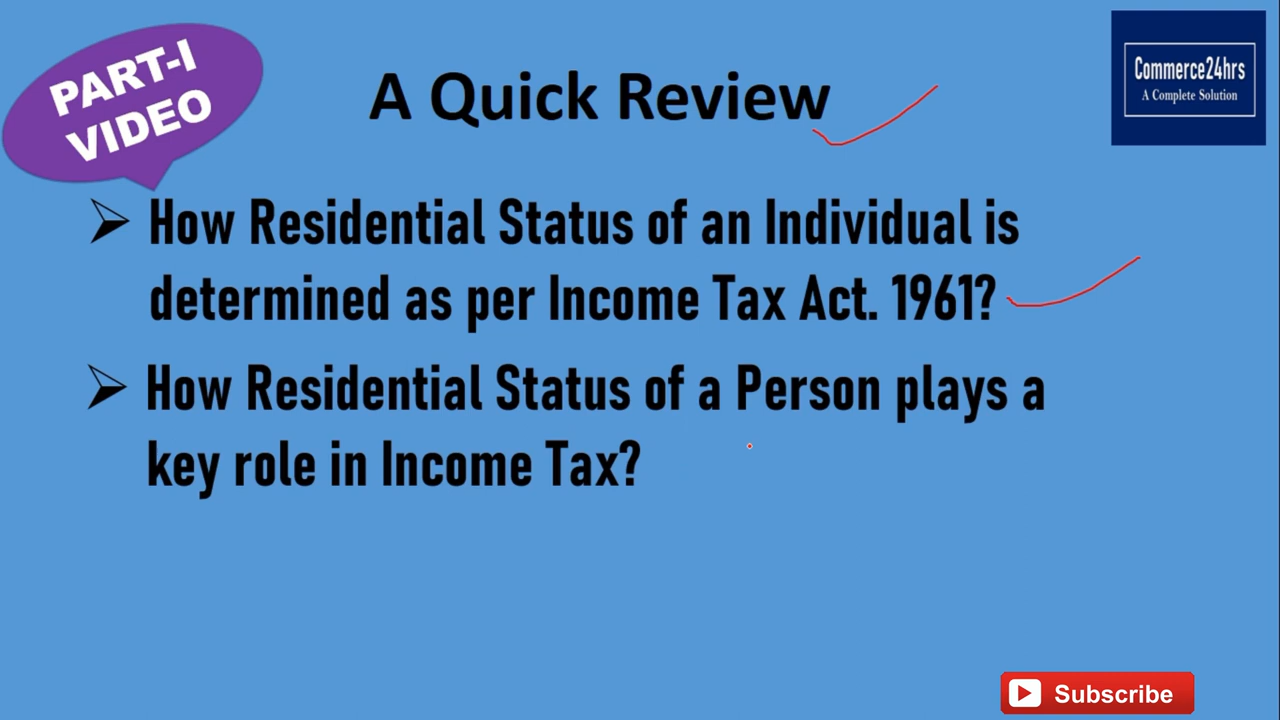 PART-I
VIDEO
A Quick Review
Commerce24hrs
A Complete Solution
➢ How Residential Status of an Individual is
determined as per Income Tax Act. 1961?
➢ How Residential Status of a Person plays a
key role in Income Tax?
Subscribe